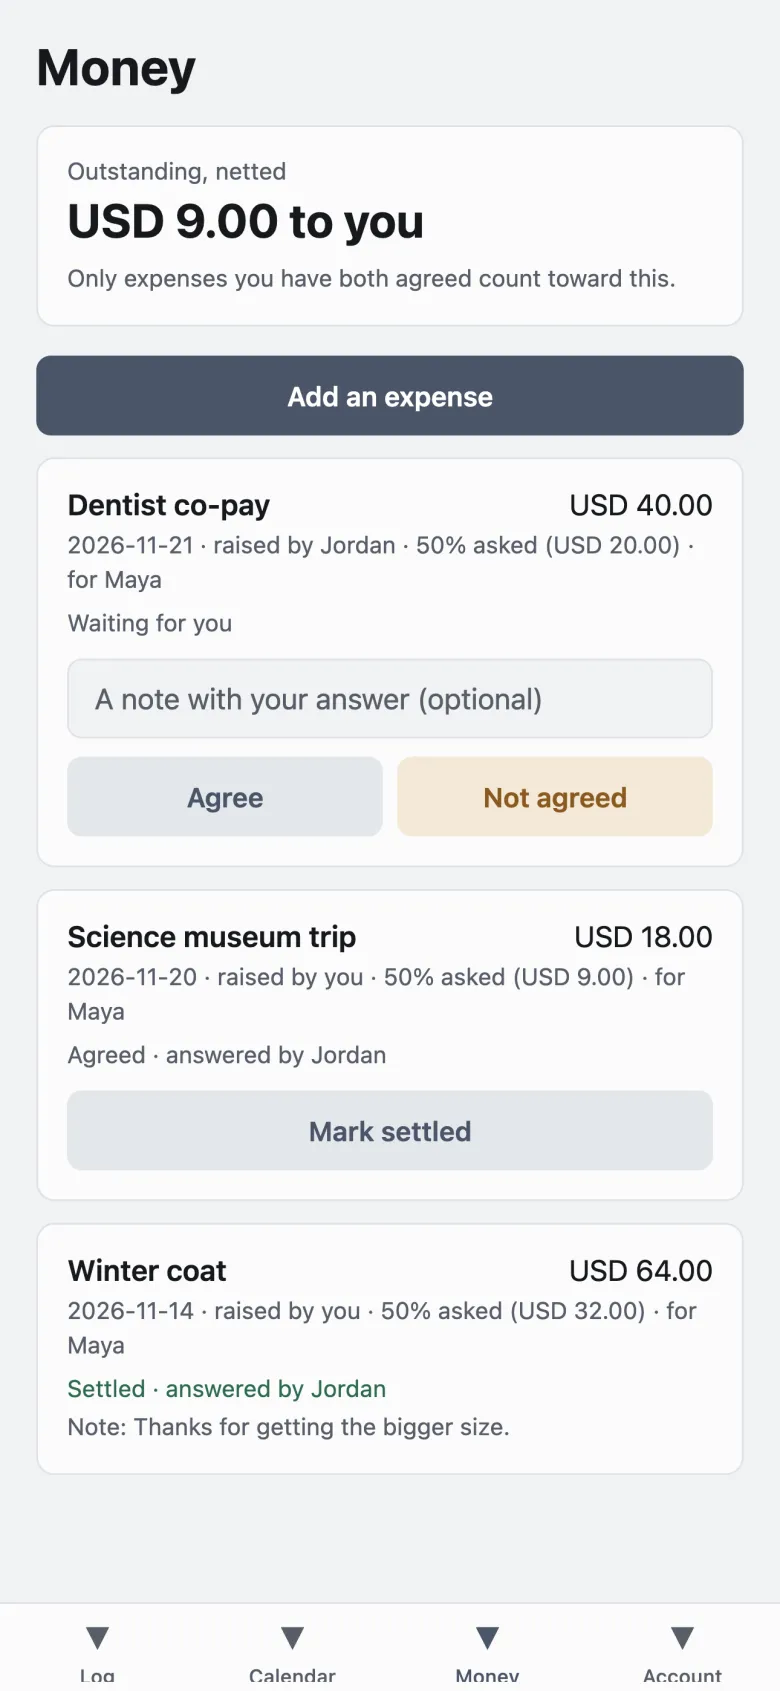 Money
Outstanding, netted
USD 9.00 to you
Only expenses you have both agreed count toward this.
Add an expense
Dentist co-pay USD 40.00
2026-11-21 · raised by Jordan · 50% asked (USD 20.00) ·
for Maya
Waiting for you
A note with your answer (optional)
Agree Not agreed
Science museum trip USD 18.00
2026-11-20 · raised by you · 50% asked (USD 9.00) · for
Maya
Agreed · answered by Jordan
Mark settled
Winter coat USD 64.00
2026-11-14 · raised by you · 50% asked (USD 32.00) · for
Maya
Settled · answered by Jordan
Note: Thanks for getting the bigger size.
Log Calendar Money Account